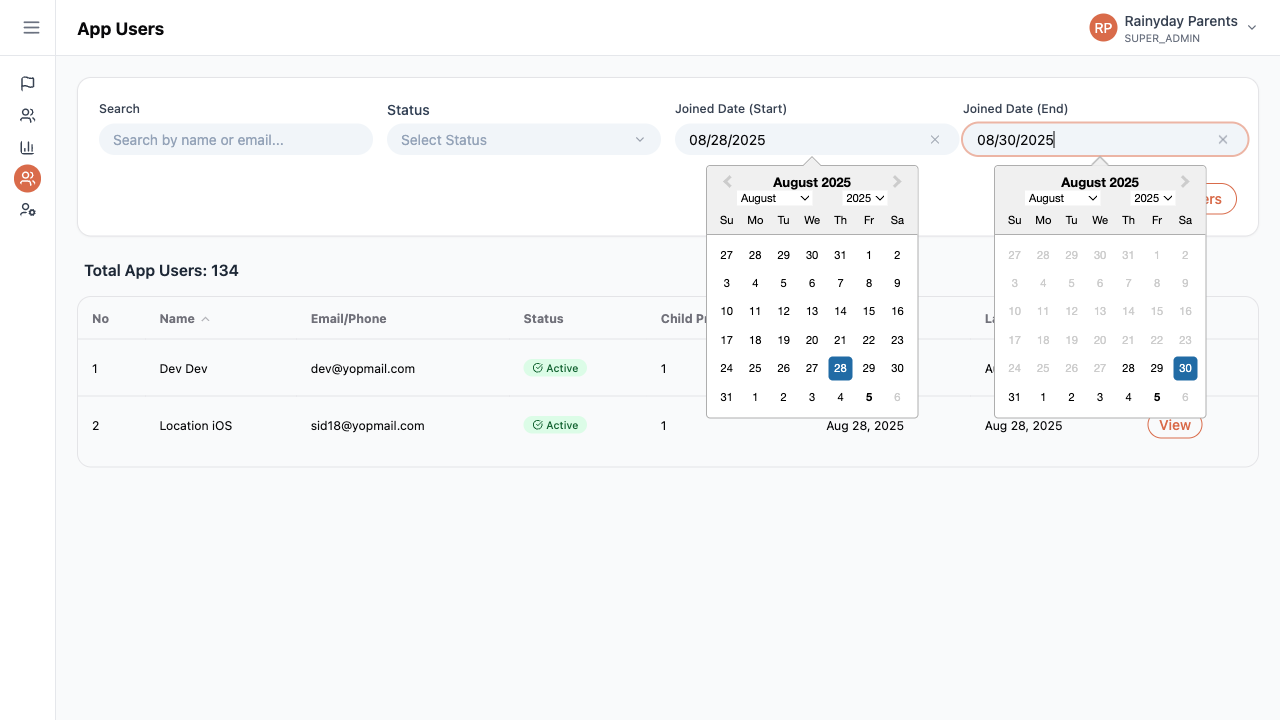 App Users
RP
Rainyday Parents
SUPER_ADMIN
Search
Status
Joined Date (Start)
Joined Date (End)
Search by name or email...
Select Status
08/28/2025
08/30/2025
August 2025
August 2025
August 2025
August 2025
Su Mo Tu We Th Fr Sa
Su Mo Tu We Th Fr Sa
27 28 29 30 31 1 2
27 28 29 30 31 1 2
3 4 5 6 7 8 9
3 4 5 6 7 8 9
10 11 12 13 14 15 16
10 11 12 13 14 15 16
17 18 19 20 21 22 23
17 18 19 20 21 22 23
24 25 26 27 28 29 30
24 25 26 27 28 29 30
31 1 2 3 4 5 6
31 1 2 3 4 5 6
Total App Users: 134
No Name Email/Phone Status Child
1 Dev Dev dev@yopmail.com Active 1
2 Location iOS sid18@yopmail.com Active 1 Aug 28, 2025 Aug 28, 2025 View